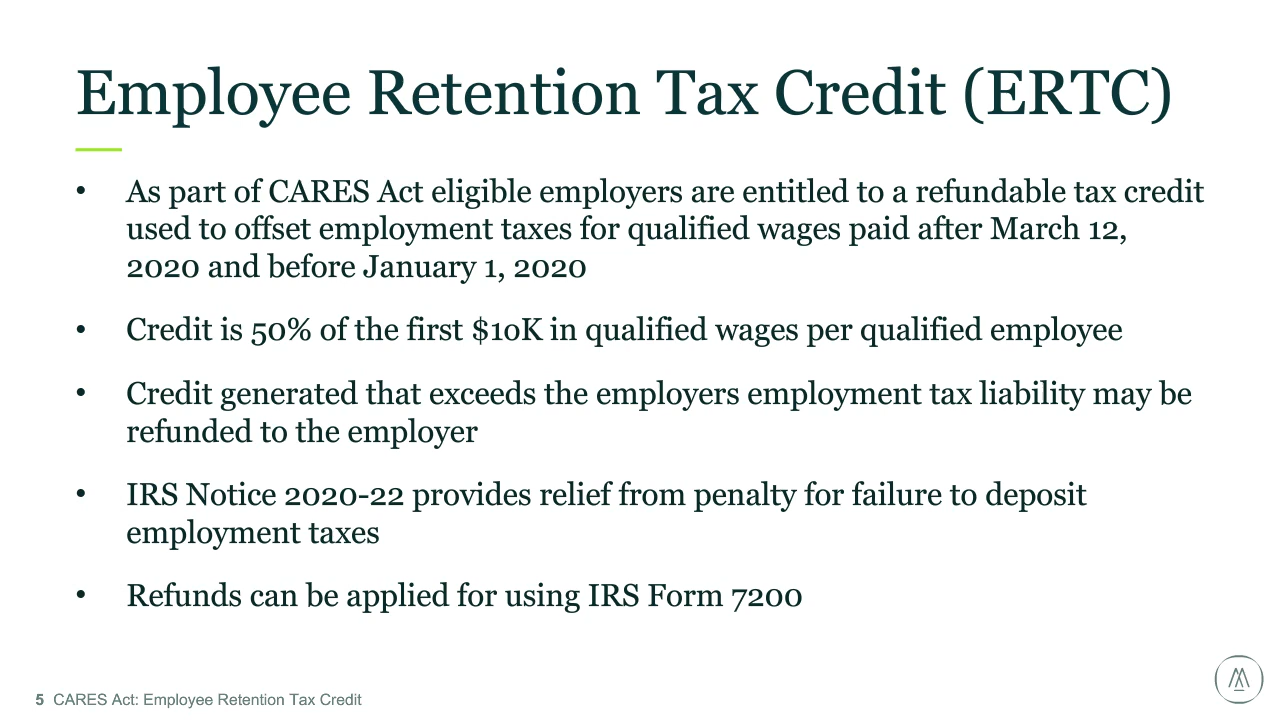 Employee Retention Tax Credit (ERTC)
• As part of CARES Act eligible employers are entitled to a refundable tax credit
used to offset employment taxes for qualified wages paid after March 12,
2020 and before January 1, 2020
• Credit is 50% of the first $10K in qualified wages per qualified employee
• Credit generated that exceeds the employers employment tax liability may be
refunded to the employer
• IRS Notice 2020-22 provides relief from penalty for failure to deposit
employment taxes
• Refunds can be applied for using IRS Form 7200
5 CARES Act: Employee Retention Tax Credit